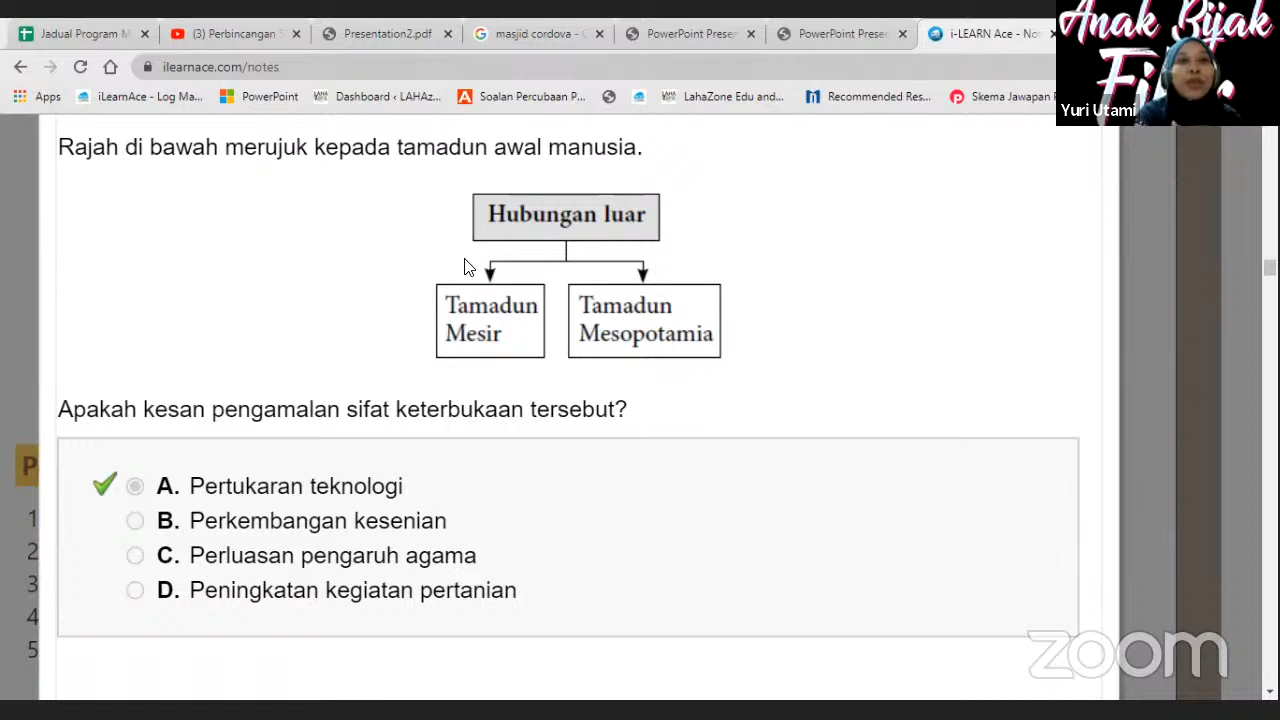 Jadual Program M
(3) Perbincangan S
Presentation2.pdf
masjid cordova - G
PowerPoint Presen
PowerPoint Presen
i-LEARN Ace - No
Anak Bijak
Yuri Utami
ilearnace.com/notes
Apps
iLearnAce - Log Ma...
PowerPoint
Dashboard ‹ LAHAz...
Soalan Percubaan P...
LahaZone Edu and...
Recommended Res...
Skema Jawapan P
Rajah di bawah merujuk kepada tamadun awal manusia.
Hubungan luar
Tamadun
Mesir
Tamadun
Mesopotamia
Apakah kesan pengamalan sifat keterbukaan tersebut?
A. Pertukaran teknologi
B. Perkembangan kesenian
C. Perluasan pengaruh agama
D. Peningkatan kegiatan pertanian
P
1
2
3
4
5
zoom